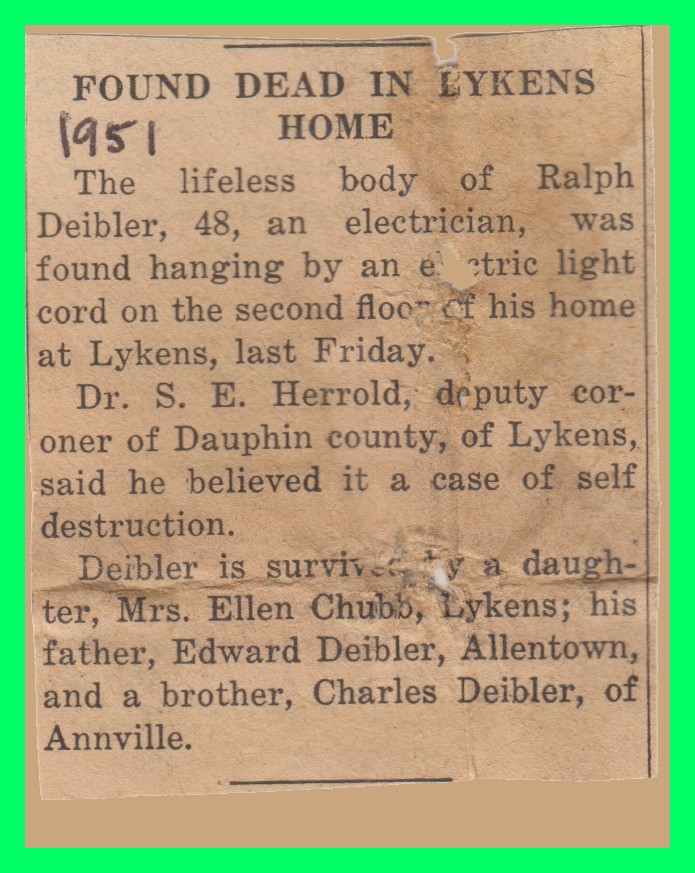 FOUND DEAD IN LYKENS
HOME
1951
The lifeless body of Ralph
Deibler, 48, an electrician, was
found hanging by an electric light
cord on the second floor of his home
at Lykens, last Friday.
Dr. S. E. Herrold, deputy cor-
oner of Dauphin county, of Lykens,
said he believed it a case of self
destruction.
Deibler is survived by a daugh-
ter, Mrs. Ellen Chubb, Lykens; his
father, Edward Deibler, Allentown,
and a brother, Charles Deibler, of
Annville.